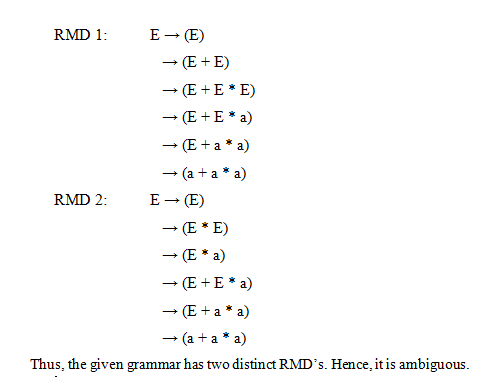 RMD 1: E → (E)
→ (E + E)
→ (E + E * E)
→ (E + E * a)
→ (E + a * a)
→ (a + a * a)
RMD 2: E → (E)
→ (E * E)
→ (E * a)
→ (E + E * a)
→ (E + a * a)
→ (a + a * a)
Thus, the given grammar has two distinct RMD's. Hence, it is ambiguous.